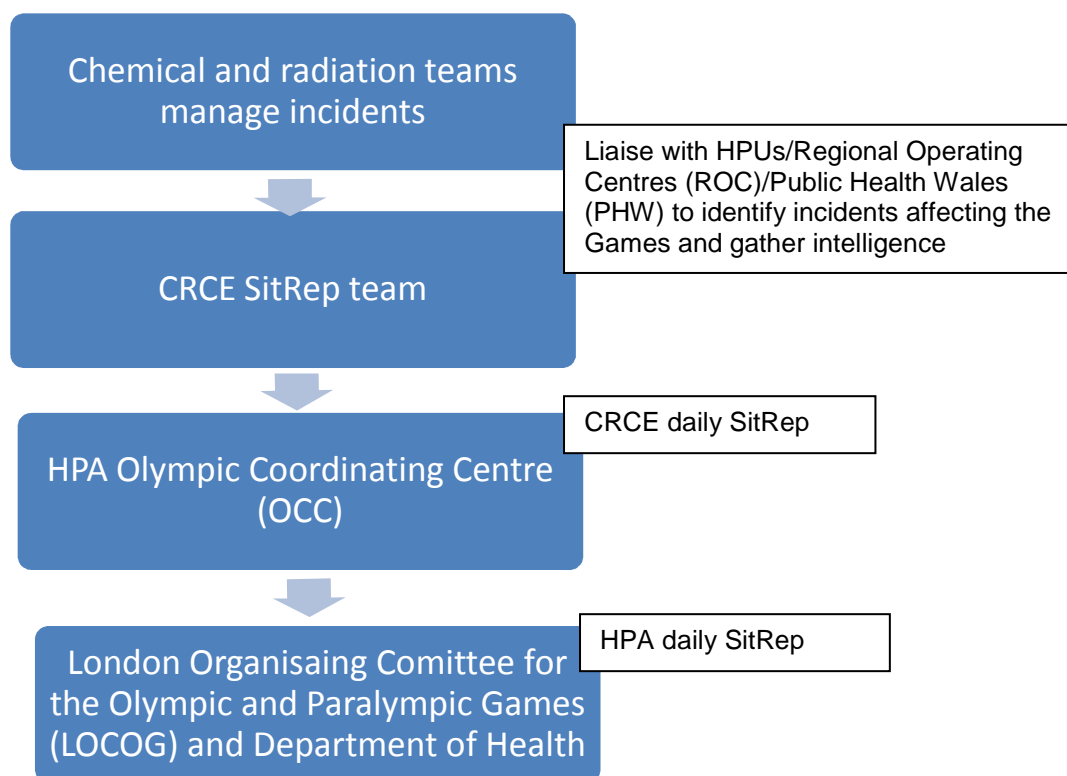 Chemical and radiation teams
manage incidents
Liaise with HPUs/Regional Operating
Centres (ROC)/Public Health Wales
(PHW) to identify incidents affecting the
Games and gather intelligence
CRCE SitRep team
CRCE daily SitRep
HPA Olympic Coordinating Centre
(OCC)
HPA daily SitRep
London Organisaing Comittee for
the Olympic and Paralympic Games
(LOCOG) and Department of Health